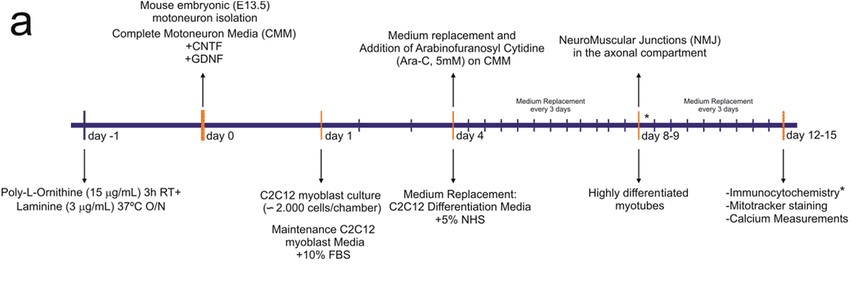 a
Mouse embryonic (E13.5)
motoneuron isolation
Complete Motoneuron Media (CMM)
+CNTF
+GDNF
Medium replacement and
Addition of Arabinofuranosyl Cytidine
(Ara-C, 5mM) on CMM
NeuroMuscular Junctions (NMJ)
in the axonal compartment
Medium Replacement
every 3 days
Medium Replacement
every 3 days
*
day -1
day 0
day 1
day 4
day 8-9
day 12-15
Poly-L-Ornithine (15 µg/mL) 3h RT+
Laminine (3 µg/mL) 37ºC O/N
C2C12 myoblast culture
(∽ 2.000 cells/chamber)
Maintenance C2C12
myoblast Media
+10% FBS
Medium Replacement:
C2C12 Differentiation Media
+5% NHS
Highly differentiated
myotubes
-Immunocytochemistry*
-Mitotracker staining
-Calcium Measurements